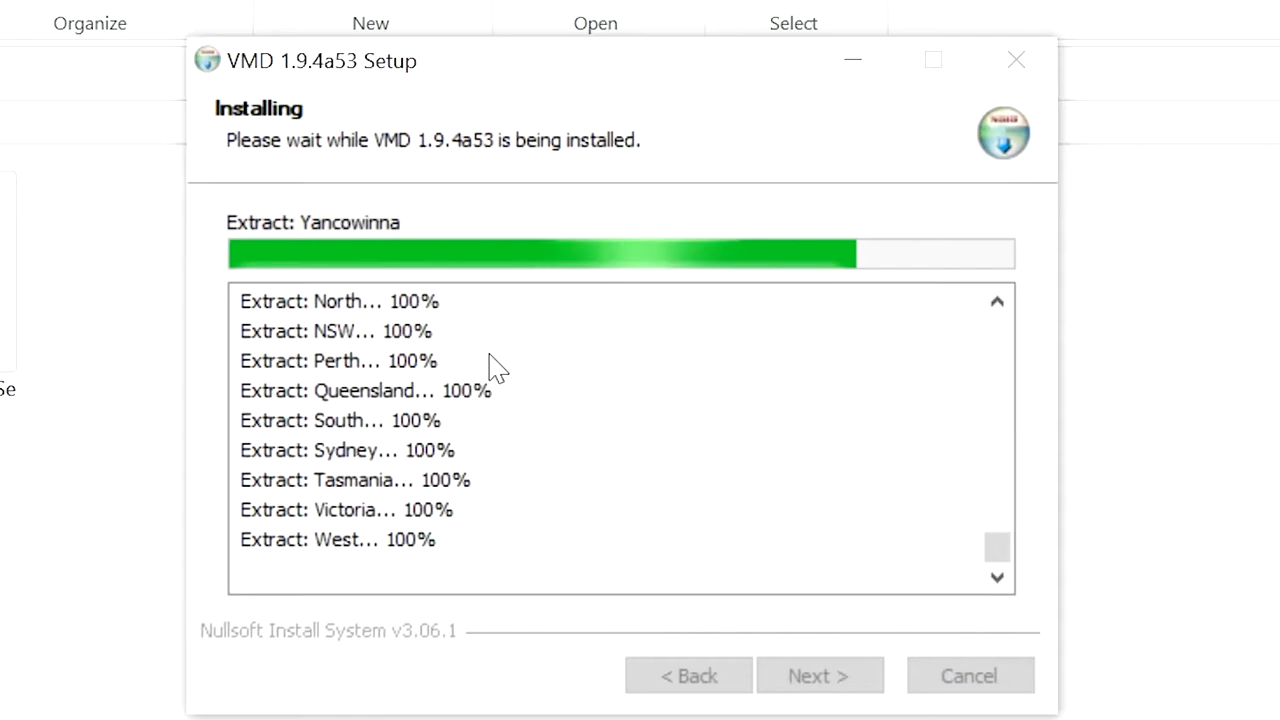 Organize New Open Select
VMD 1.9.4a53 Setup
Installing
Please wait while VMD 1.9.4a53 is being installed.
Extract: Yancowinna
Extract: North... 100%
Extract: NSW... 100%
Extract: Perth... 100%
Extract: Queensland... 100%
Extract: South... 100%
Extract: Sydney... 100%
Extract: Tasmania... 100%
Extract: Victoria... 100%
Extract: West... 100%
Se
Nullsoft Install System v3.06.1
< Back Next > Cancel